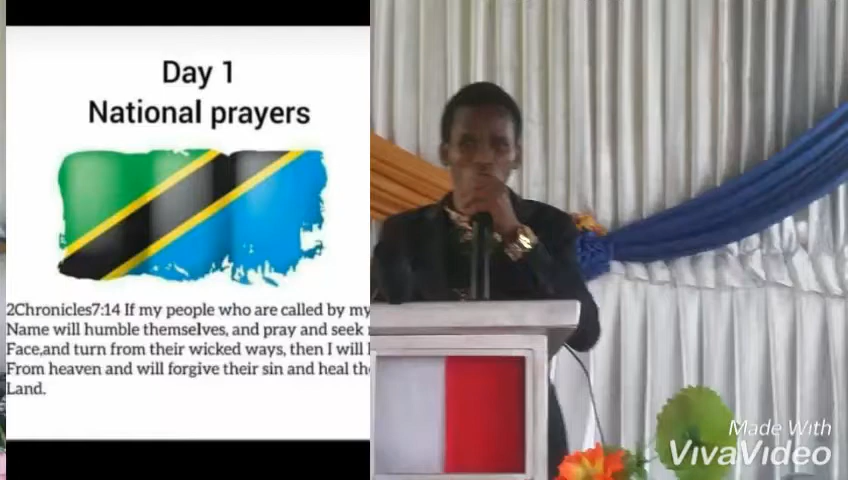 Day 1
National prayers
2Chronicles7:14 If my people who are called by my
Name will humble themselves, and pray and seek
Face,and turn from their wicked ways, then I will
From heaven and will forgive their sin and heal
Land.
Made With
VivaVideo